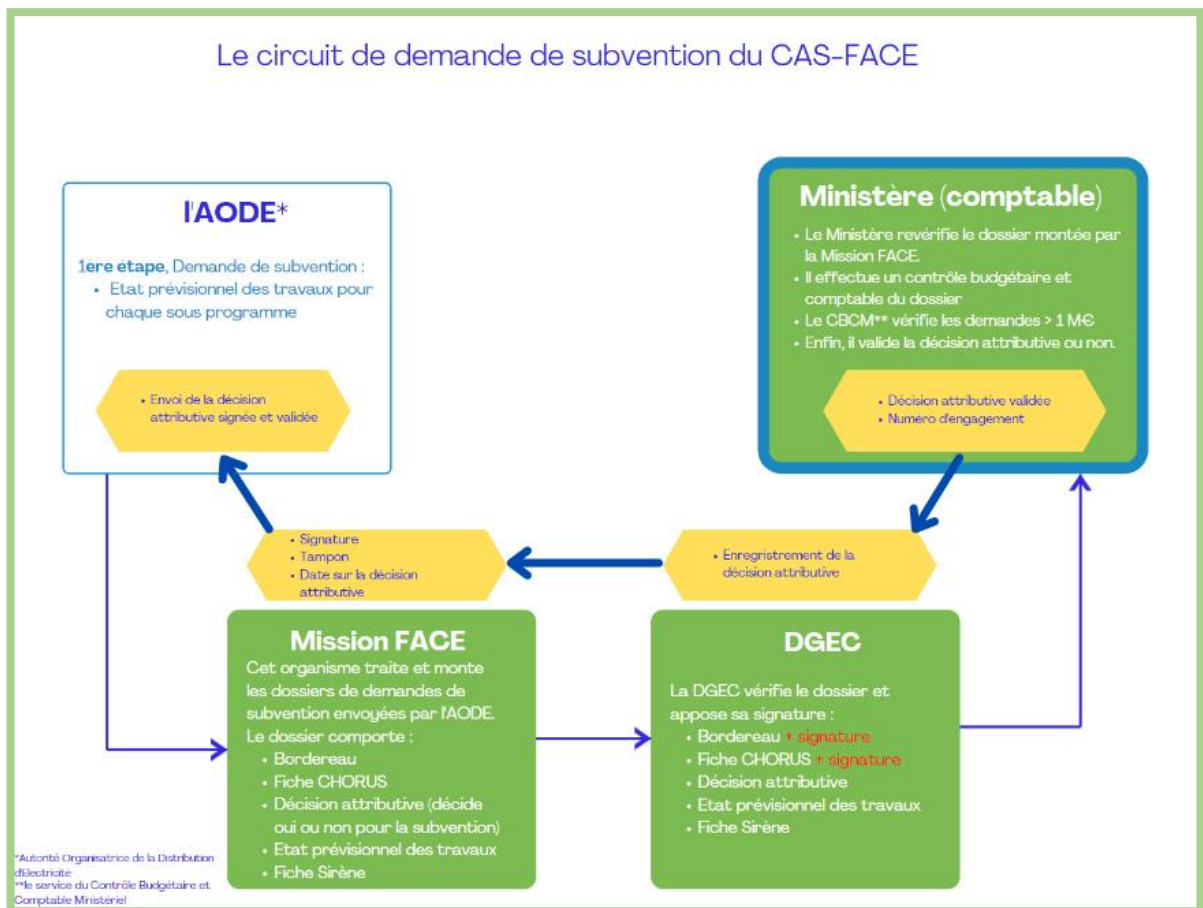 Le circuit de demande de subvention du CAS-FACE
l'AODE*
1ère étape, Demande de subvention :
• Etat prévisionnel des travaux pour
chaque sous programme
• Envoi de la décision
attributive signée et validée
Ministère (comptable)
• Le Ministère revérifie le dossier montée par
la Mission FACE.
• Il effectue un contrôle budgétaire et
comptable du dossier
• Le CBCM** vérifie les demandes > 1 M€
• Enfin, il valide la décision attributive ou non.
• Décision attributive validée
• Numéro d'engagement
• Signature
• Tampon
• Date sur la décision
attributive
• Enregristrement de la
décision attributive
Mission FACE
Cet organisme traite et monte
les dossiers de demandes de
subvention envoyées par l'AODE.
Le dossier comporte :
• Bordereau
• Fiche CHORUS
• Décision attributive (décide
oui ou non pour la subvention)
• Etat prévisionnel des travaux
• Fiche Sirène
DGEC
La DGEC vérifie le dossier et
appose sa signature :
• Bordereau + signature
• Fiche CHORUS + signature
• Décision attributive
• Etat prévisionnel des travaux
• Fiche Sirène
*Autorité Organisatrice de la Distribution
d'Electricité
**le service du Contrôle Budgétaire et
Comptable Ministériel